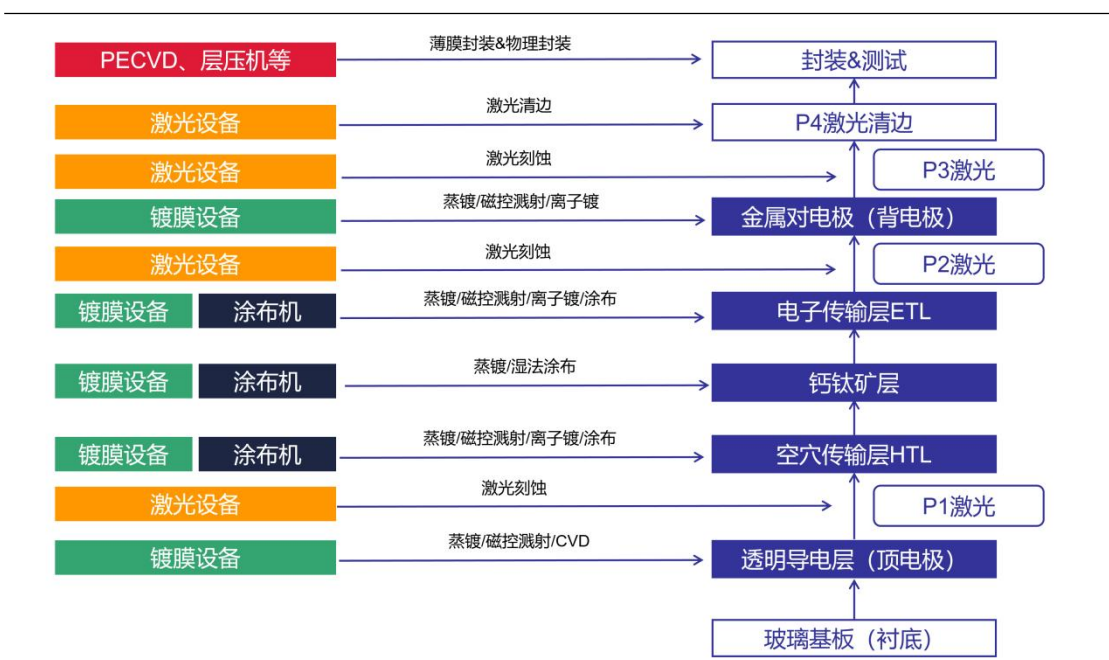 PECVD、层压机等
薄膜封装&物理封装
封装&测试
激光设备
激光清边
P4激光清边
激光设备
激光刻蚀
P3激光
镀膜设备
蒸镀/磁控溅射/离子镀
金属对电极（背电极）
激光设备
激光刻蚀
P2激光
镀膜设备
涂布机
蒸镀/磁控溅射/离子镀/涂布
电子传输层ETL
镀膜设备
涂布机
蒸镀/湿法涂布
钙钛矿层
镀膜设备
涂布机
蒸镀/磁控溅射/离子镀/涂布
空穴传输层HTL
激光设备
激光刻蚀
P1激光
镀膜设备
蒸镀/磁控溅射/CVD
透明导电层（顶电极）
玻璃基板（衬底）